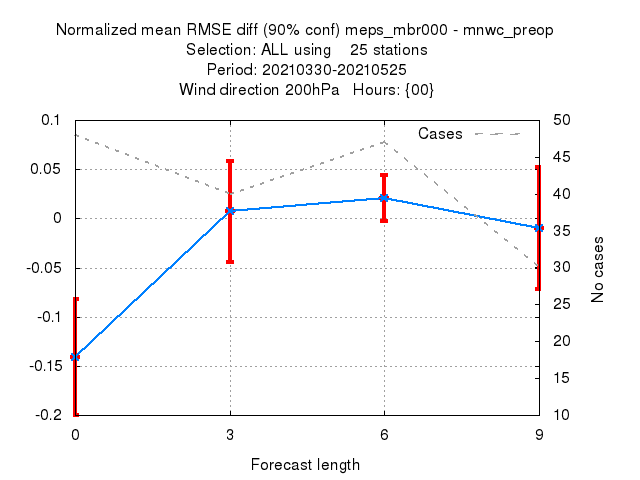 Normalized mean RMSE diff (90% conf) meps_mbr000 - mnwc_preop
Selection: ALL using    25 stations
Period: 20210330-20210525
Wind direction 200hPa   Hours: {00}
0.1
0.05
0
-0.05
-0.1
-0.15
-0.2
Cases
50
45
40
35
30
25
20
15
10
No cases
0 3 6 9
Forecast length